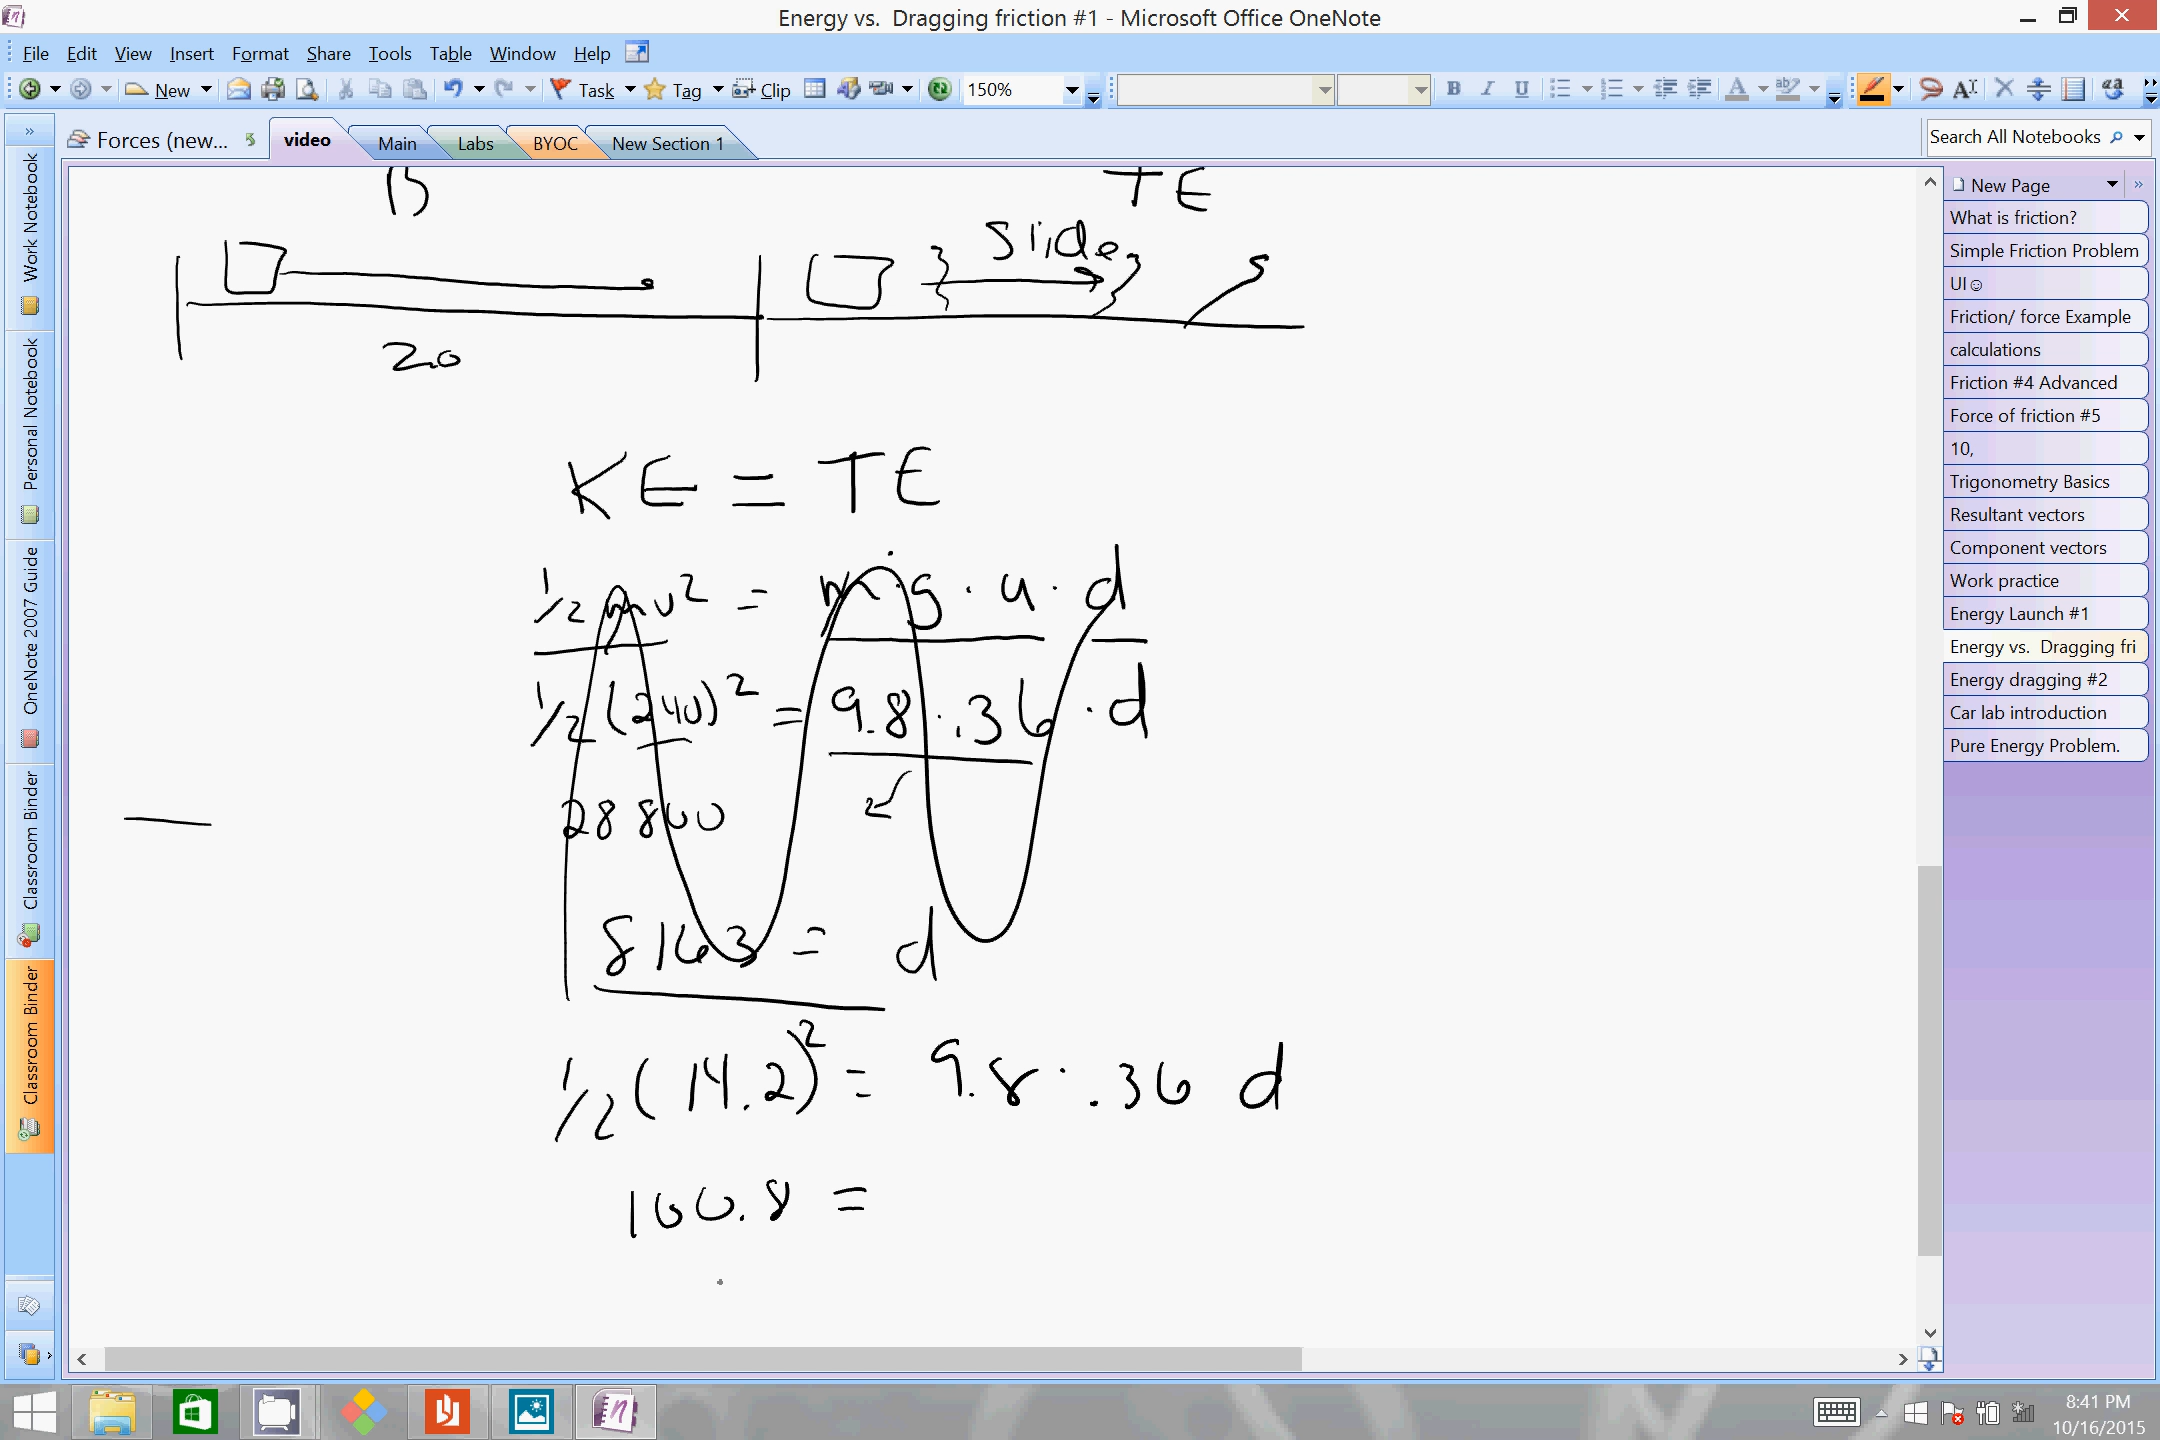 Energy vs. Dragging friction #1 - Microsoft Office OneNote
File Edit View Insert Format Share Tools Table Window Help
New Task Tag Clip 150% B I U
Forces (new... video Main Labs BYOC New Section 1
Search All Notebooks
Work Notebook
Personal Notebook
OneNote 2007 Guide
Classroom Binder
Classroom Binder
B TE
Slide
20
KE = TE
1/2 mv² = m·g·u·d
1/2 (240)² = 9.8·.36·d
28800
8163 = d
1/2 (14.2)² = 9.8·.36 d
100.8 =
New Page
What is friction?
Simple Friction Problem
UI☺
Friction/ force Example
calculations
Friction #4 Advanced
Force of friction #5
10,
Trigonometry Basics
Resultant vectors
Component vectors
Work practice
Energy Launch #1
Energy vs. Dragging fri
Energy dragging #2
Car lab introduction
Pure Energy Problem.
8:41 PM
10/16/2015